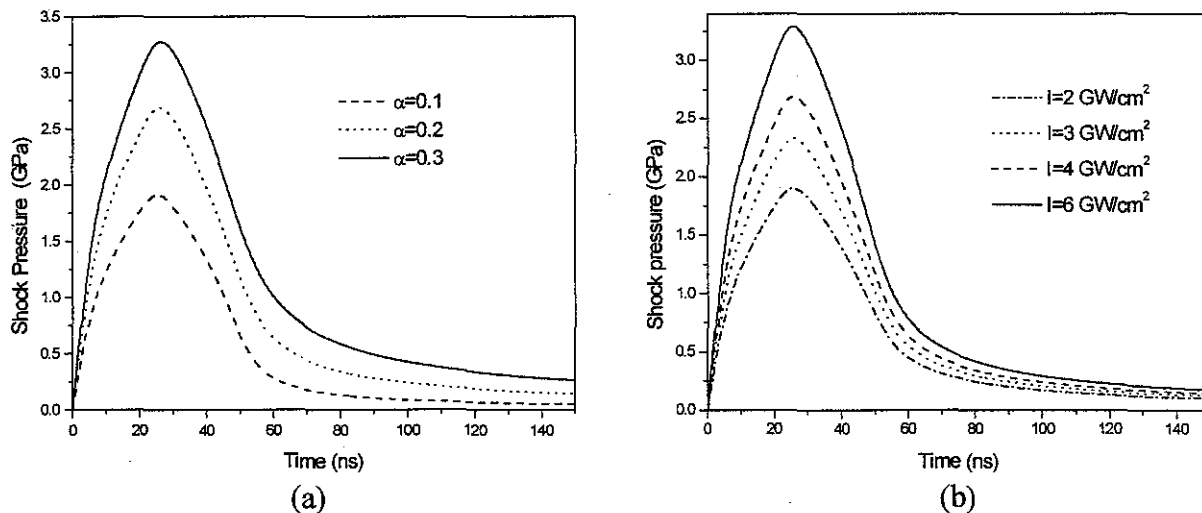 3.5
3.0
2.5
2.0
1.5
1.0
0.5
0.0
Shock Pressure (GPa)
α=0.1
α=0.2
α=0.3
0 20 40 60 80 100 120 140
Time (ns)
(a)
3.0
2.5
2.0
1.5
1.0
0.5
0.0
Shock pressure (GPa)
I=2 GW/cm²
I=3 GW/cm²
I=4 GW/cm²
I=6 GW/cm²
0 20 40 60 80 100 120 140
Time (ns)
(b)